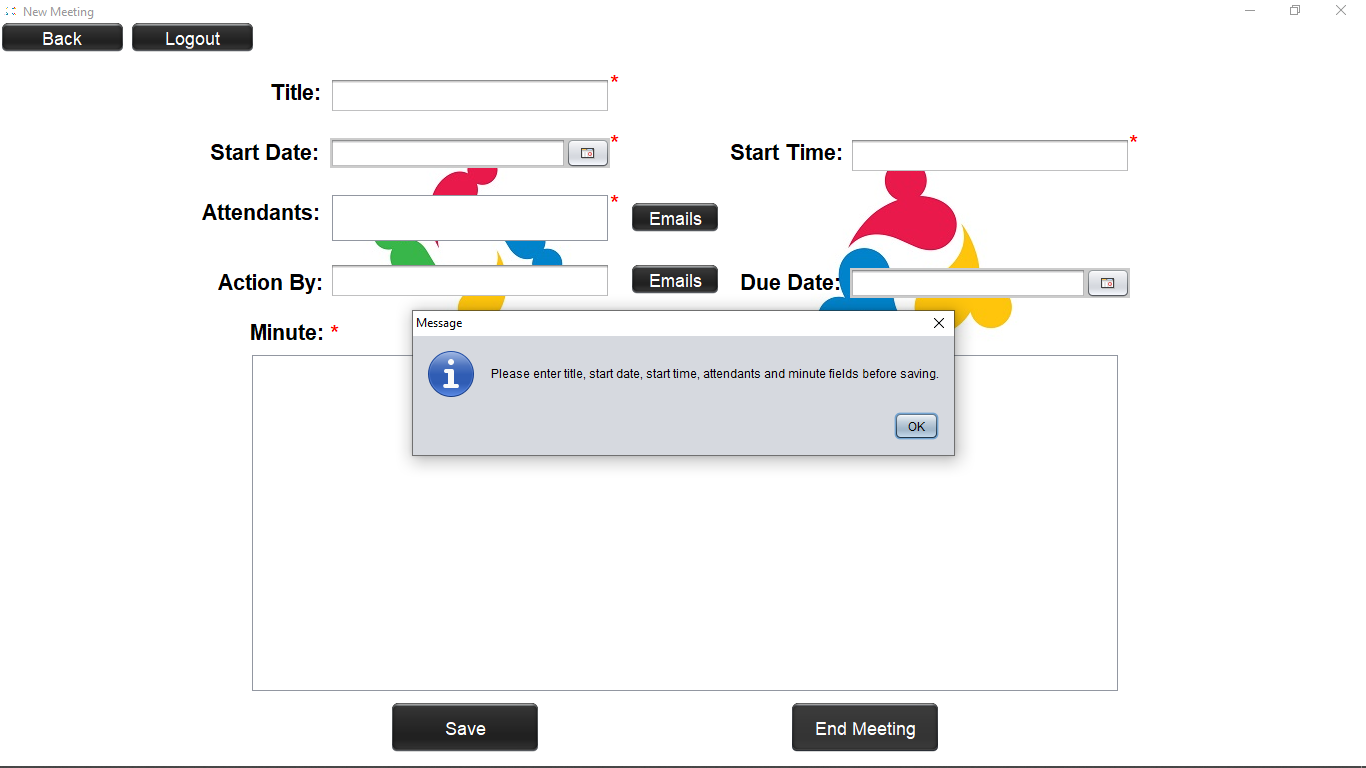 New Meeting
Back Logout
Title: *
Start Date: * Start Time: *
Attendants: * Emails
Action By: Emails Due Date:
Minute: *
Message
Please enter title, start date, start time, attendants and minute fields before saving.
OK
Save End Meeting